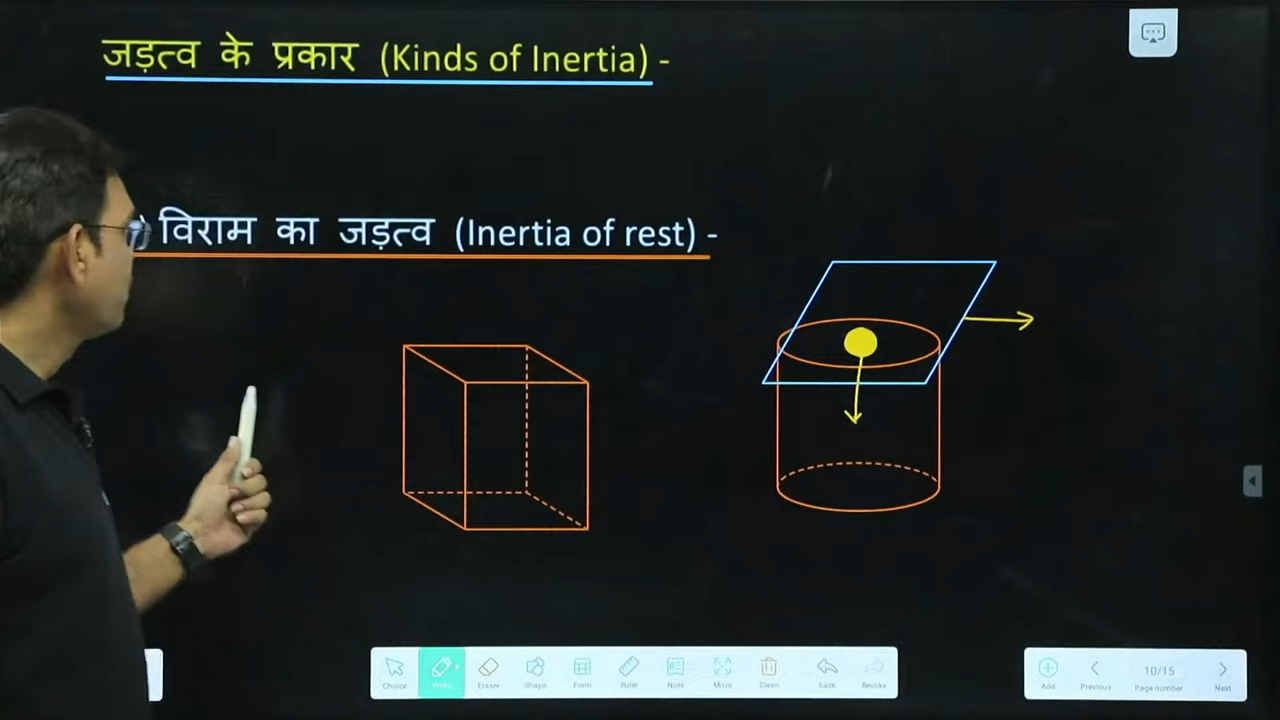 जड़त्व के प्रकार (Kinds of Inertia) -
) विराम का जड़त्व (Inertia of rest) -
Choice Write Eraser Shape Form Ruler Note More Clean back Revoke
Add Previous 10/15 Page number Next